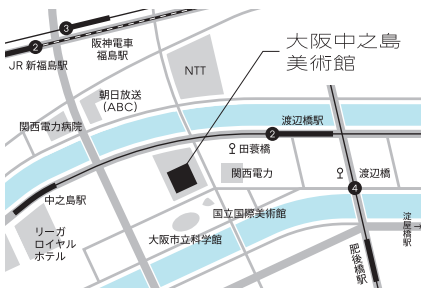 3
阪神電車
福島駅
2
JR 新福島駅
大阪中之島
美術館
NTT
朝日放送
(ABC)
関西電力病院
渡辺橋駅
2
田蓑橋
関西電力
渡辺橋
4
中之島駅
国立国際美術館
淀屋橋駅
リーガ
ロイヤル
ホテル
大阪市立科学館
肥後橋駅